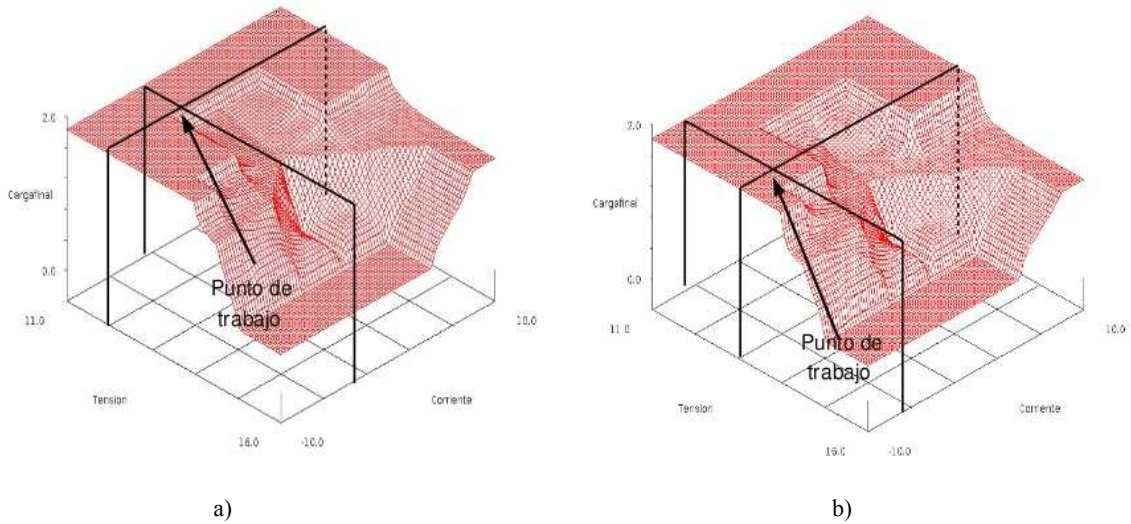 2.0
Cargafinal
0.0
Punto de
trabajo
11.0
10.0
Tension
Corriente
16.0
-10.0
a)
2.0
Cargafinal
0.0
Punto de
trabajo
11.0
10.0
Tension
Corriente
16.0
-10.0
b)